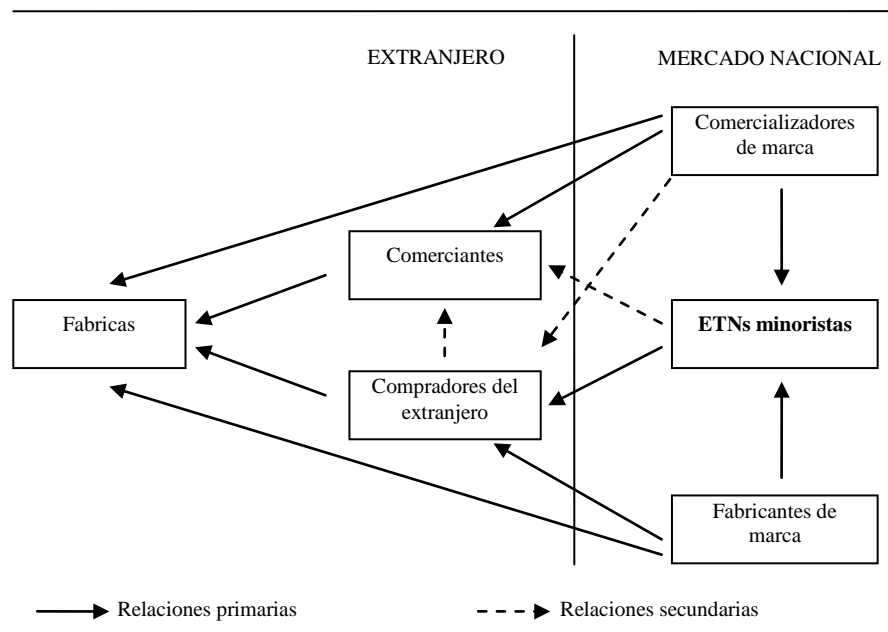 EXTRANJERO
MERCADO NACIONAL
Comercializadores
de marca
Comerciantes
Fabricas
ETNs minoristas
Compradores del
extranjero
Fabricantes de
marca
Relaciones primarias
Relaciones secundarias